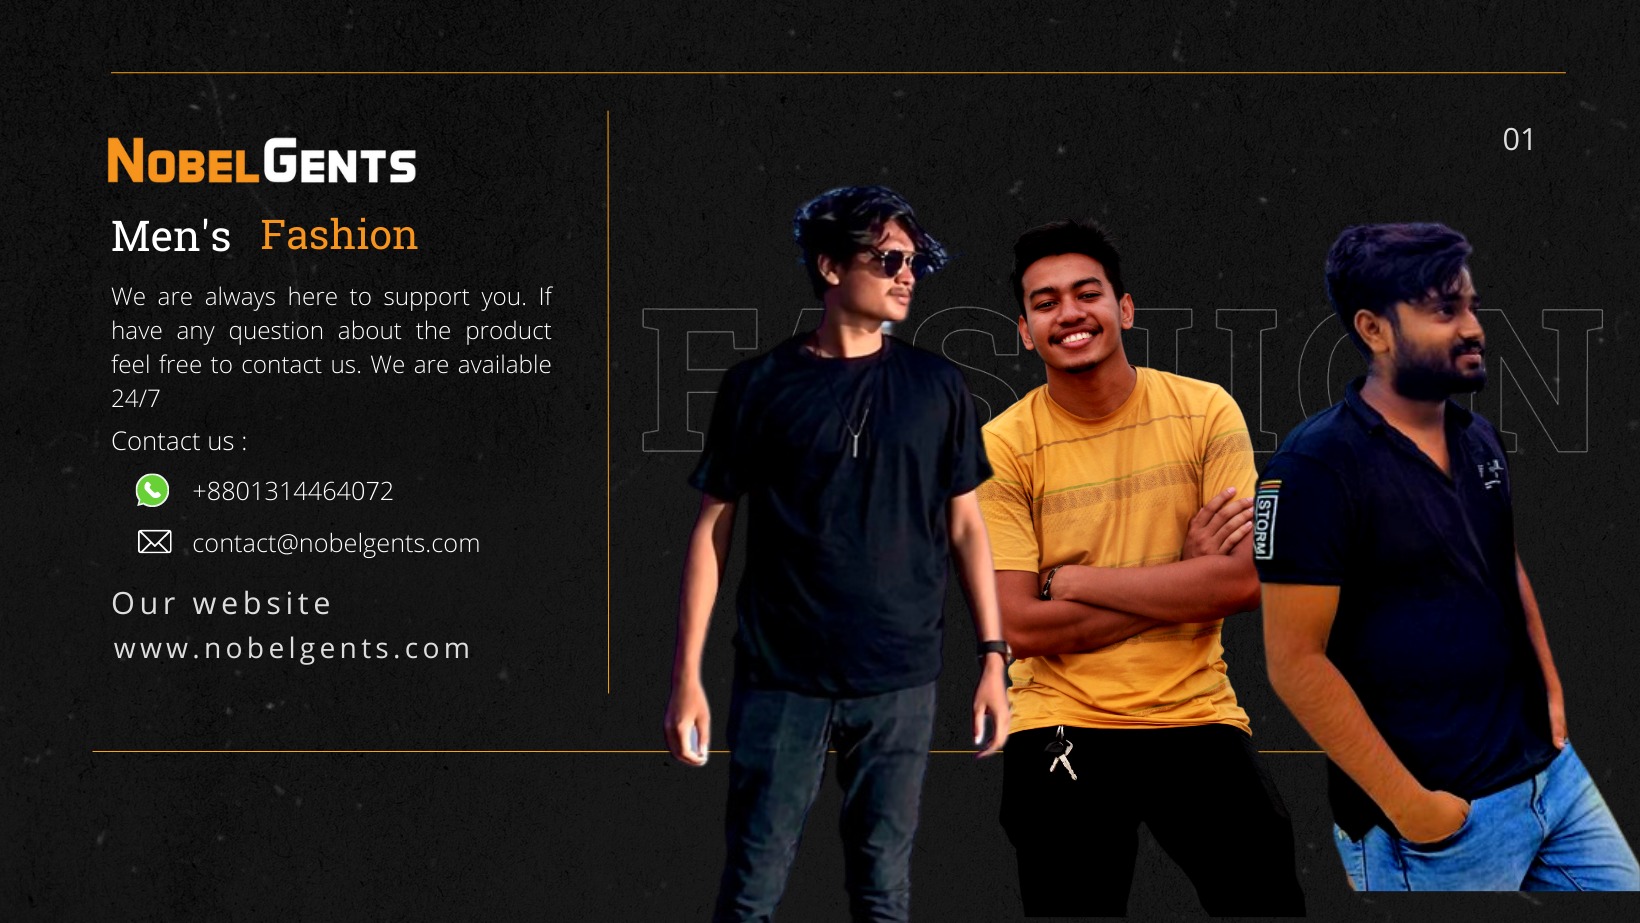 01
NOBELGENTS
Men's Fashion
We are always here to support you. If
have any question about the product
feel free to contact us. We are available
24/7
Contact us :
+8801314464072
contact@nobelgents.com
Our website
www.nobelgents.com
FASHION
STORM